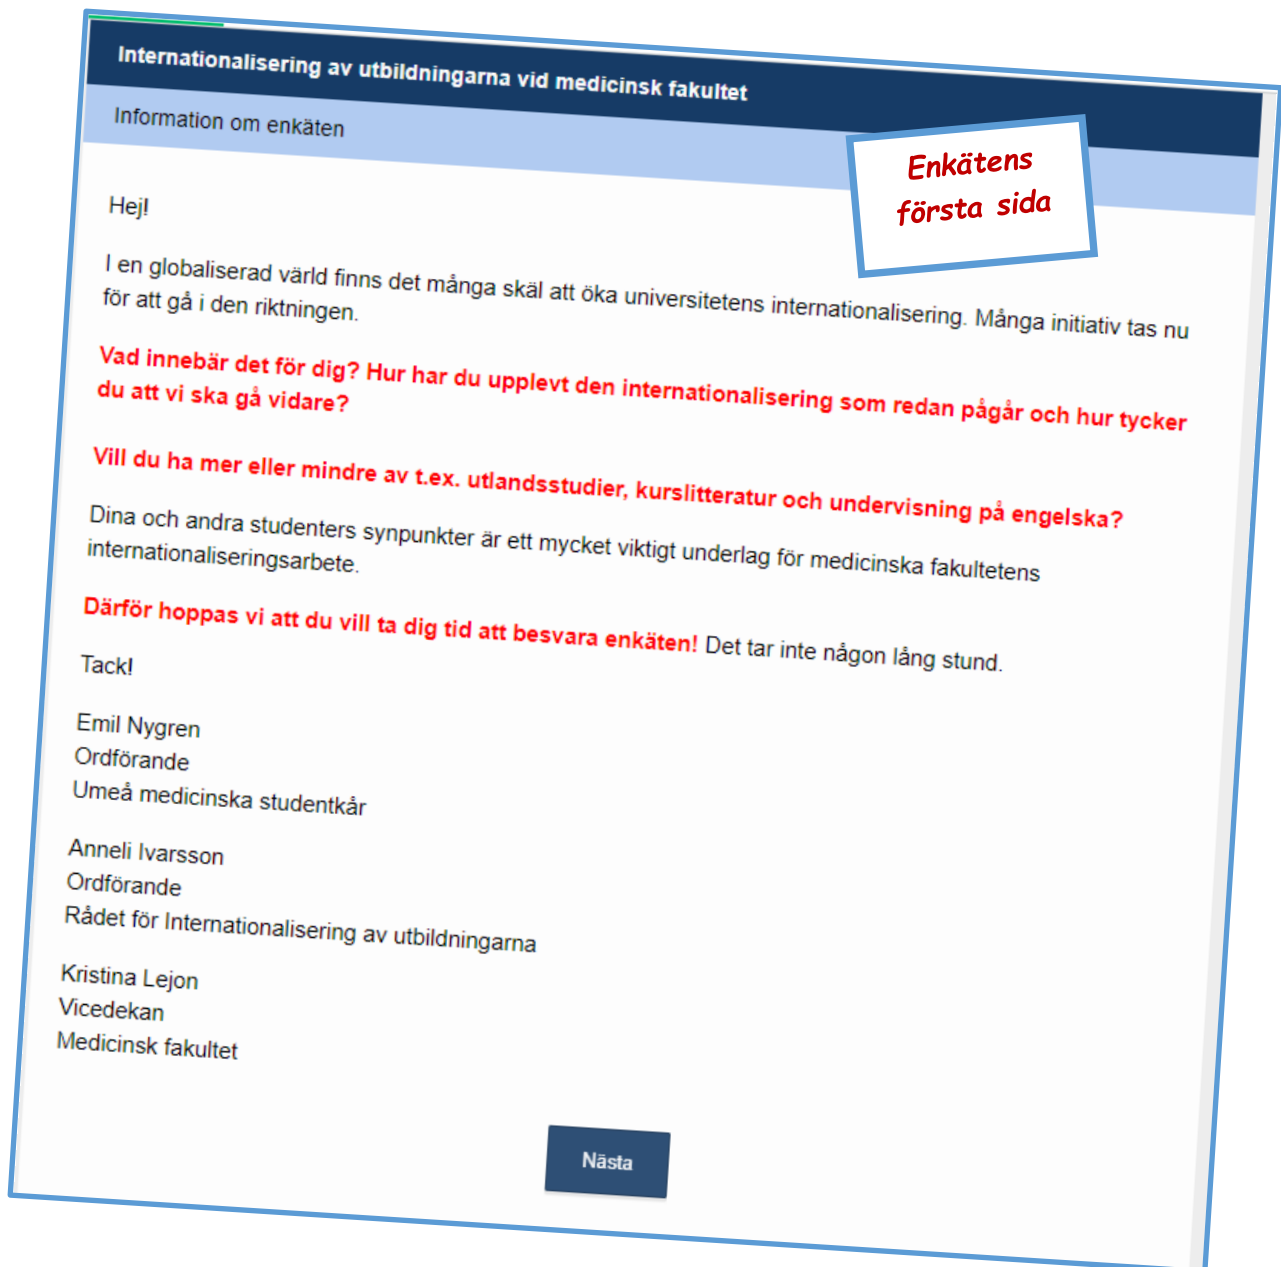 Internationalisering av utbildningarna vid medicinsk fakultet
Information om enkäten
Enkätens
första sida
Hej!
I en globaliserad värld finns det många skäl att öka universitetens internationalisering. Många initiativ tas nu
för att gå i den riktningen.
Vad innebär det för dig? Hur har du upplevt den internationalisering som redan pågår och hur tycker
du att vi ska gå vidare?
Vill du ha mer eller mindre av t.ex. utlandsstudier, kurslitteratur och undervisning på engelska?
Dina och andra studenters synpunkter är ett mycket viktigt underlag för medicinska fakultetens
internationaliseringsarbete.
Därför hoppas vi att du vill ta dig tid att besvara enkäten! Det tar inte någon lång stund.
Tack!
Emil Nygren
Ordförande
Umeå medicinska studentkår
Anneli Ivarsson
Ordförande
Rådet för Internationalisering av utbildningarna
Kristina Lejon
Vicedekan
Medicinsk fakultet
Nästa